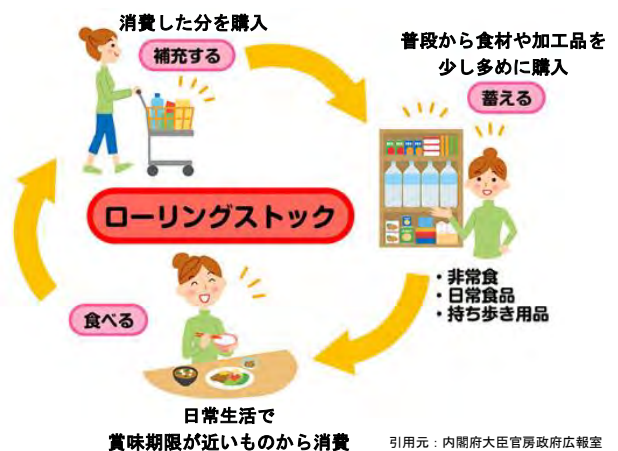 消費した分を購入
補充する
普段から食材や加工品を
少し多めに購入
蓄える
ローリングストック
・非常食
・日常食品
・持ち歩き用品
食べる
日常生活で
賞味期限が近いものから消費
引用元：内閣府大臣官房政府広報室